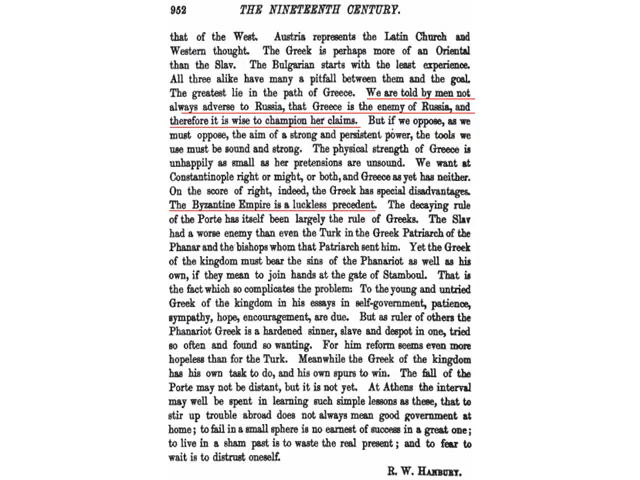 952 THE NINETEENTH CENTURY.
that of the West. Austria represents the Latin Church and
Western thought. The Greek is perhaps more of an Oriental
than the Slav. The Bulgarian starts with the least experience.
All three alike have many a pitfall between them and the goal.
The greatest lie in the path of Greece. We are told by men not
always adverse to Russia, that Greece is the enemy of Russia, and
therefore it is wise to champion her claims. But if we oppose, as we
must oppose, the aim of a strong and persistent power, the tools we
use must be sound and strong. The physical strength of Greece is
unhappily as small as her pretensions are unsound. We want at
Constantinople right or might, or both, and Greece as yet has neither.
On the score of right, indeed, the Greek has special disadvantages.
The Byzantine Empire is a luckless precedent. The decaying rule
of the Porte has itself been largely the rule of Greeks. The Slav
had a worse enemy than even the Turk in the Greek Patriarch of the
Phanar and the bishops whom that Patriarch sent him. Yet the Greek
of the kingdom must bear the sins of the Phanariot as well as his
own, if they mean to join hands at the gate of Stamboul. That is
the fact which so complicates the problem: To the young and untried
Greek of the kingdom in his essays in self-government, patience,
sympathy, hope, encouragement, are due. But as ruler of others the
Phanariot Greek is a hardened sinner, slave and despot in one, tried
so often and found so wanting. For him reform seems even more
hopeless than for the Turk. Meanwhile the Greek of the kingdom
has his own task to do, and his own spurs to win. The fall of the
Porte may not be distant, but it is not yet. At Athens the interval
may well be spent in learning such simple lessons as these, that to
stir up trouble abroad does not always mean good government at
home; to fail in a small sphere is no earnest of success in a great one;
to live in a sham past is to waste the real present; and to fear to
wait is to distrust oneself.
R. W. HANBURY.